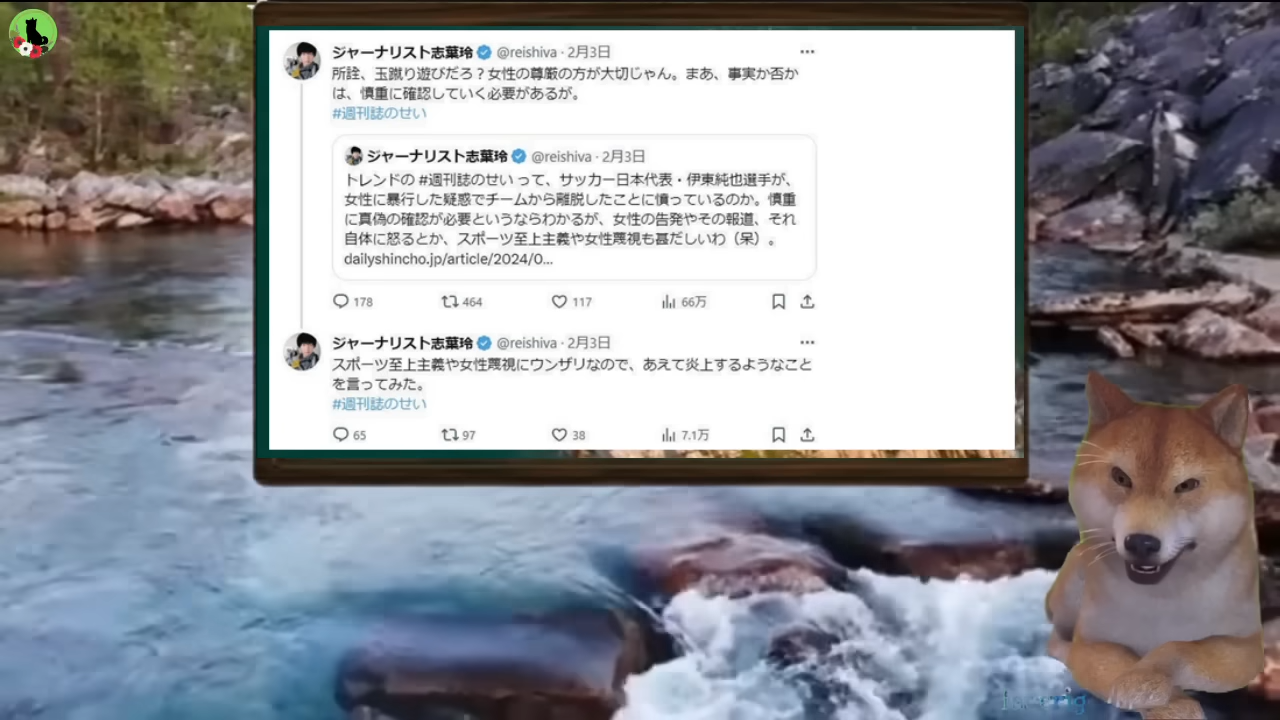 ジャーナリスト志葉玲 @reishiva · 2月3日
所詮、玉蹴り遊びだろ？女性の尊厳の方が大切じゃん。まあ、事実か否か
は、慎重に確認していく必要があるが。
#週刊誌のせい
ジャーナリスト志葉玲 @reishiva · 2月3日
トレンドの #週刊誌のせい って、サッカー日本代表・伊東純也選手が、
女性に暴行した疑惑でチームから離脱したことに憤っているのか。慎重
に真偽の確認が必要というならわかるが、女性の告発やその報道、それ
自体に怒るとか、スポーツ至上主義や女性蔑視も甚だしいわ（呆）。
dailyshincho.jp/article/2024/0...
178 464 117 66万
ジャーナリスト志葉玲 @reishiva · 2月3日
スポーツ至上主義や女性蔑視にウンザリなので、あえて炎上するようなこと
を言ってみた。
#週刊誌のせい
65 97 38 7.1万